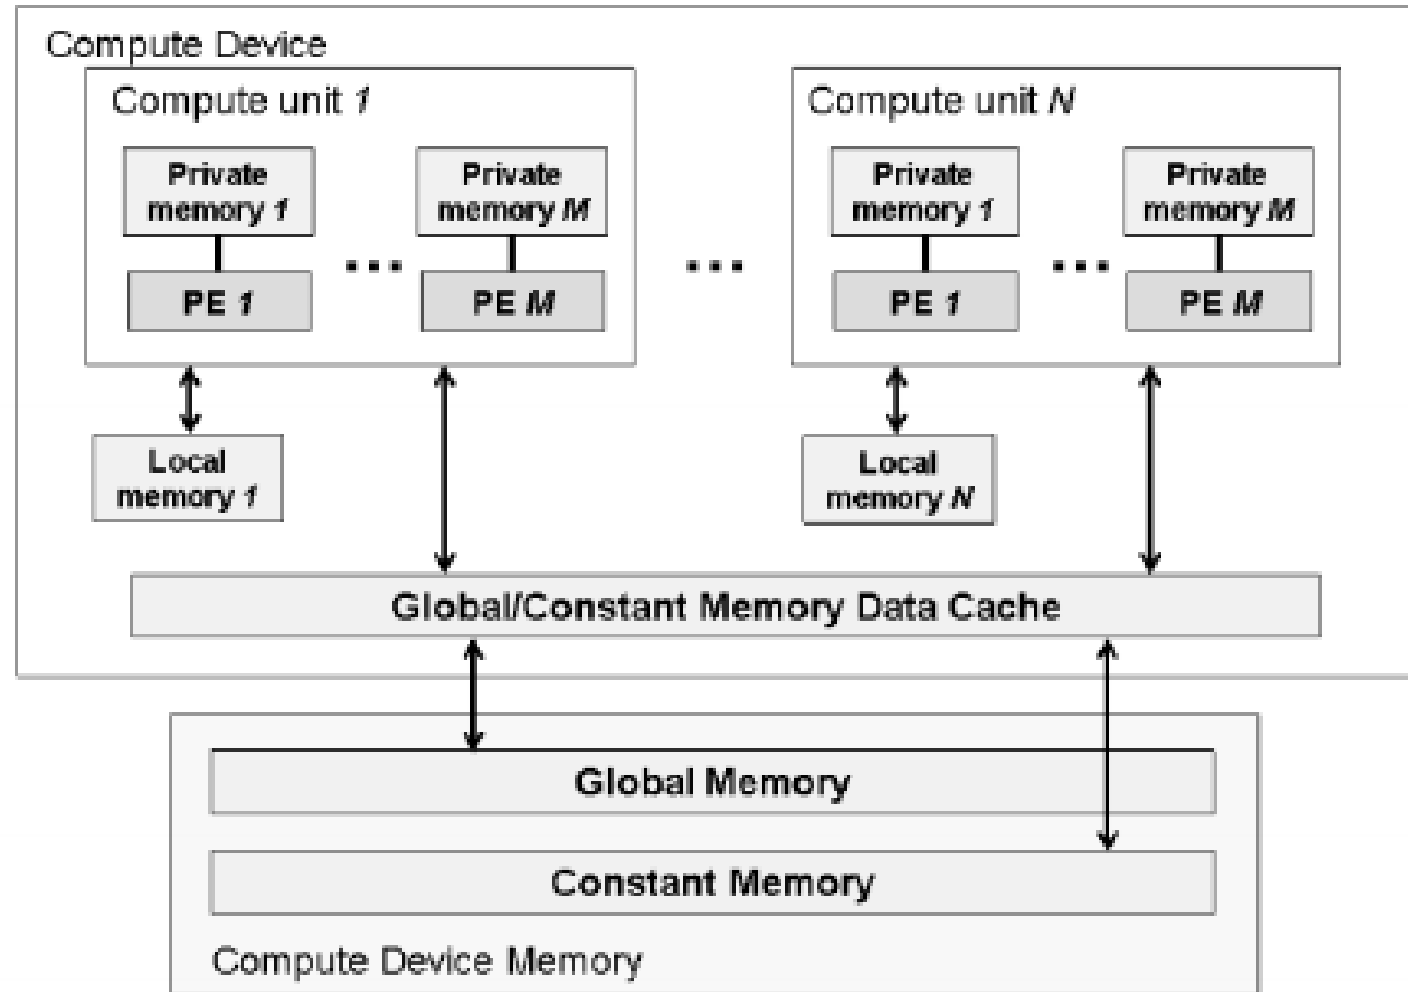 Compute Device
Compute unit 1
Compute unit N
Private
memory 1
Private
memory M
Private
memory 1
Private
memory M
...
...
...
PE 1
PE M
PE 1
PE M
Local
memory 1
Local
memory N
Global/Constant Memory Data Cache
Global Memory
Constant Memory
Compute Device Memory